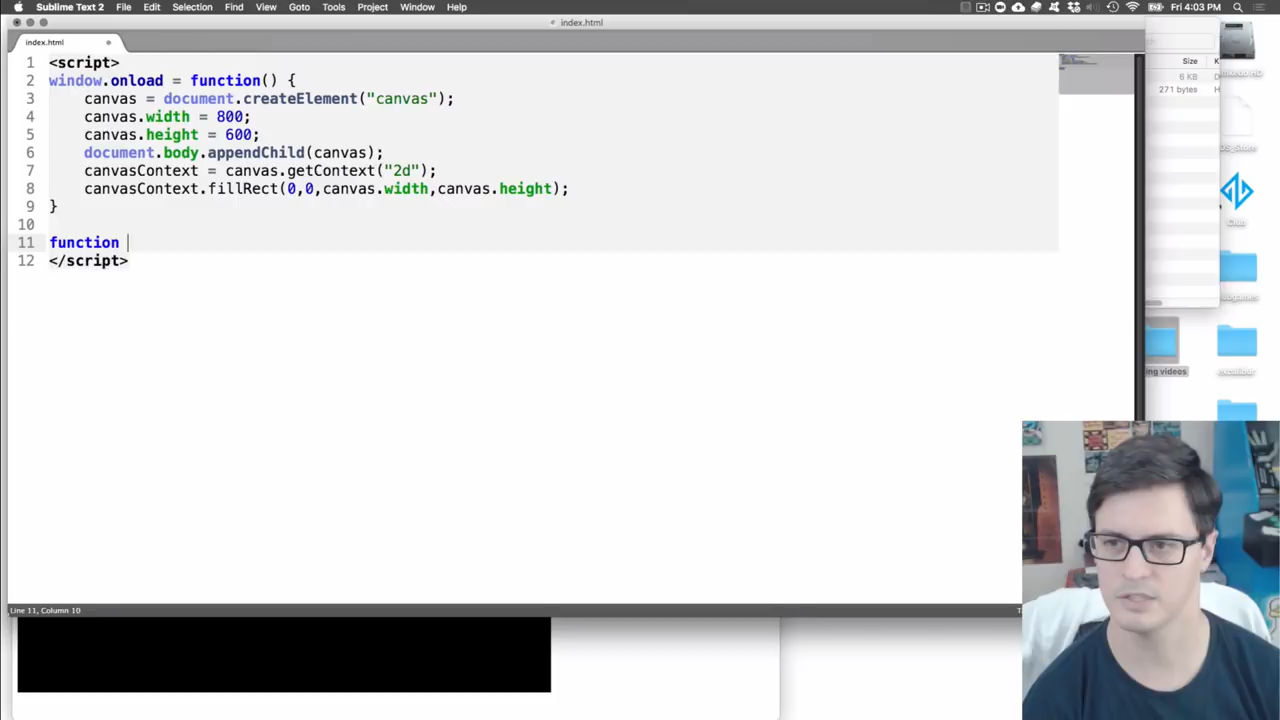 Sublime Text 2 File Edit Selection Find View Goto Tools Project Window Help Fri 4:03 PM
index.html
index.html
Size K
6 KB D
271 bytes H
1 <script>
2 window.onload = function() {
3 canvas = document.createElement("canvas");
4 canvas.width = 800;
5 canvas.height = 600;
6 document.body.appendChild(canvas);
7 canvasContext = canvas.getContext("2d");
8 canvasContext.fillRect(0,0,canvas.width,canvas.height);
9 }
10
11 function
12 </script>
ing videos
Line 11, Column 10